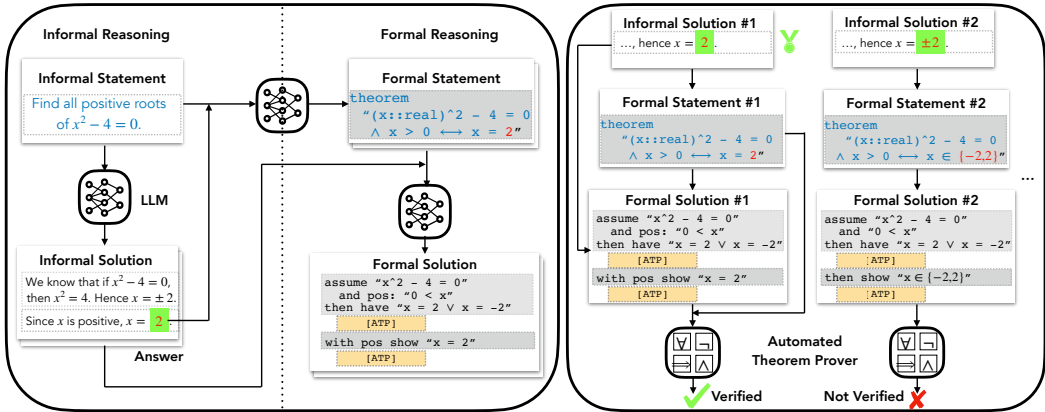 Informal Reasoning
Formal Reasoning
Informal Statement
Find all positive roots
of x² − 4 = 0.
LLM
Informal Solution
We know that if x² − 4 = 0,
then x² = 4. Hence x = ± 2.
Since x is positive, x = 2 .
Answer
Formal Statement
theorem
“(x::real)^2 - 4 = 0
∧ x > 0 ⟷ x = 2”
Formal Solution
assume “x^2 - 4 = 0”
and pos: “0 < x”
then have “x = 2 ∨ x = -2”
[ATP]
with pos show “x = 2”
[ATP]
Informal Solution #1
…, hence x = 2 .
Formal Statement #1
theorem
“(x::real)^2 - 4 = 0
∧ x > 0 ⟷ x = 2”
Formal Solution #1
assume “x^2 - 4 = 0”
and pos: “0 < x”
then have “x = 2 ∨ x = -2”
[ATP]
with pos show “x = 2”
[ATP]
Informal Solution #2
…, hence x = ±2 .
Formal Statement #2
theorem
“(x::real)^2 - 4 = 0
∧ x > 0 ⟷ x ∈ {−2,2}”
Formal Solution #2
assume “x^2 - 4 = 0”
and pos: “0 < x”
then have “x = 2 ∨ x = -2”
[ATP]
then show “x ∈ {−2,2}”
[ATP]
...
Automated
Theorem Prover
∀ ¬
⟹ ∧
∀ ¬
⟹ ∧
Verified
Not Verified